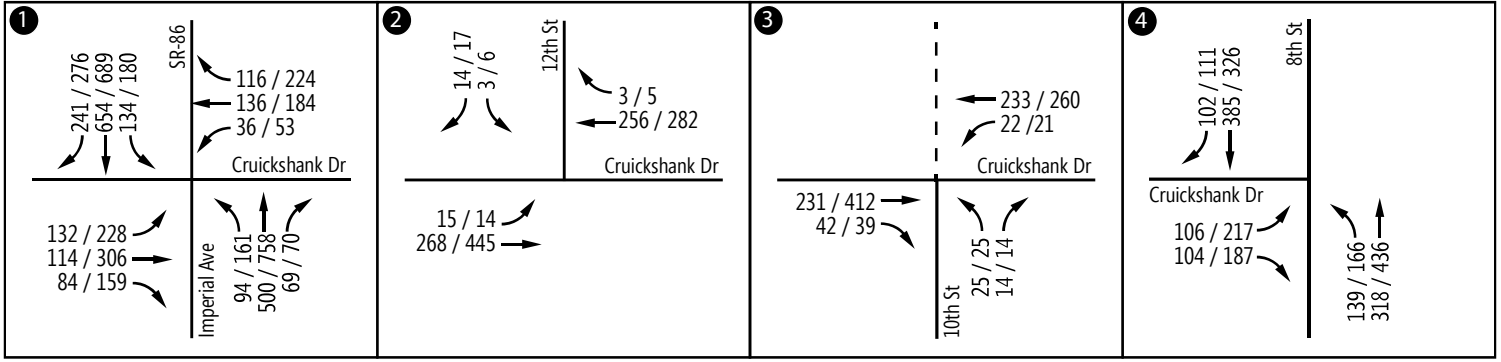 1
SR-86
241 / 276
654 / 689
134 / 180
116 / 224
136 / 184
36 / 53
Cruickshank Dr
132 / 228
114 / 306
84 / 159
Imperial Ave
94 / 161
500 / 758
69 / 70
2
14 / 17
3 / 6
12th St
3 / 5
256 / 282
Cruickshank Dr
15 / 14
268 / 445
3
233 / 260
22 /21
Cruickshank Dr
231 / 412
42 / 39
10th St
25 / 25
14 / 14
4
8th St
102 / 111
385 / 326
Cruickshank Dr
106 / 217
104 / 187
139 / 166
318 / 436